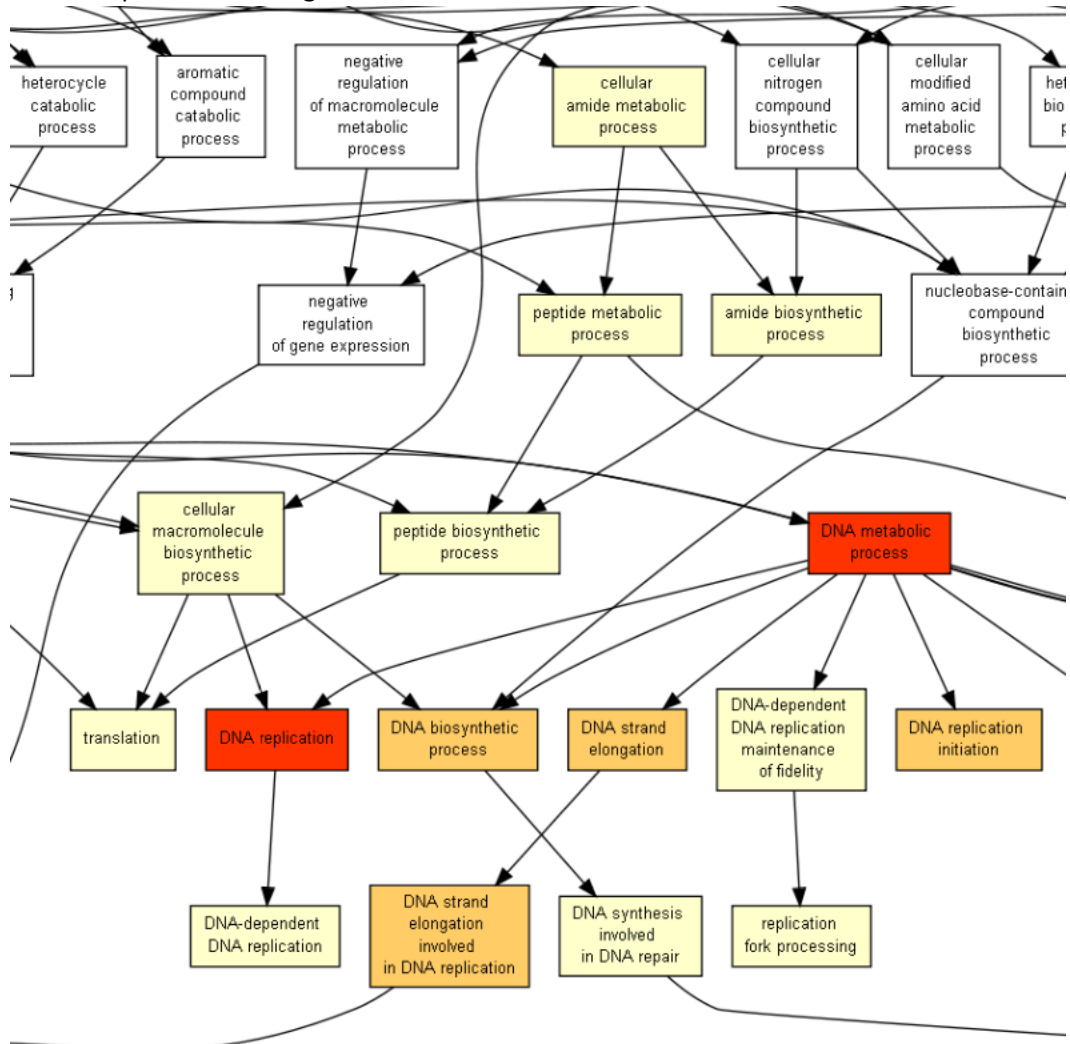 heterocycle
catabolic
process
aromatic
compound
catabolic
process
negative
regulation
of macromolecule
metabolic
process
cellular
amide metabolic
process
cellular
nitrogen
compound
biosynthetic
process
cellular
modified
amino acid
metabolic
process
negative
regulation
of gene expression
peptide metabolic
process
amide biosynthetic
process
nucleobase-contain
compound
biosynthetic
process
cellular
macromolecule
biosynthetic
process
peptide biosynthetic
process
DNA metabolic
process
translation
DNA replication
DNA biosynthetic
process
DNA strand
elongation
DNA-dependent
DNA replication
maintenance
of fidelity
DNA replication
initiation
DNA-dependent
DNA replication
DNA strand
elongation
involved
in DNA replication
DNA synthesis
involved
in DNA repair
replication
fork processing